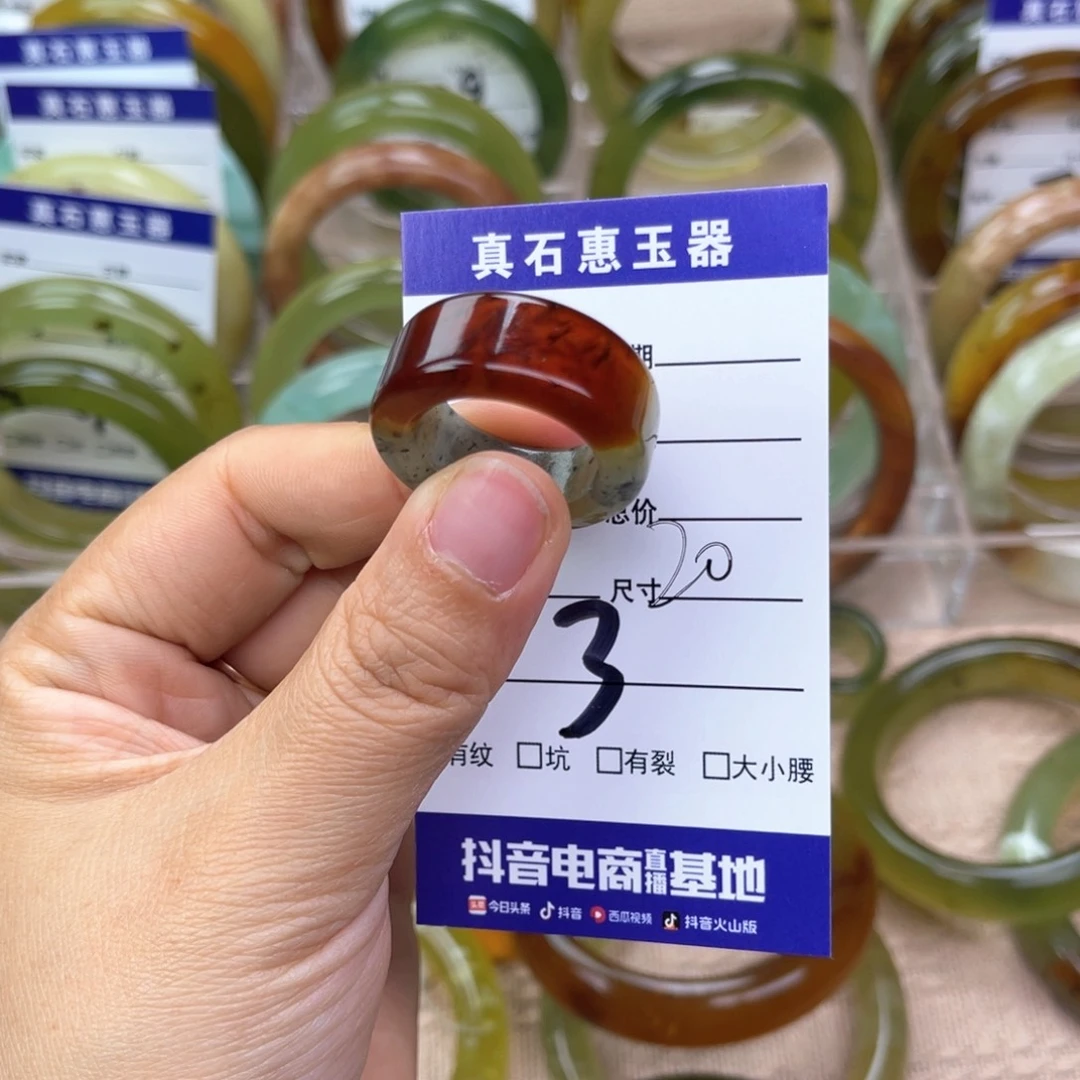 真石惠玉器
真石惠玉器
真石惠玉器
真石惠玉器
期
总价
尺寸 20
3
有纹 □坑 □有裂 □大小腰
抖音电商直播基地
头条 今日头条 抖音 西瓜视频 抖音火山版